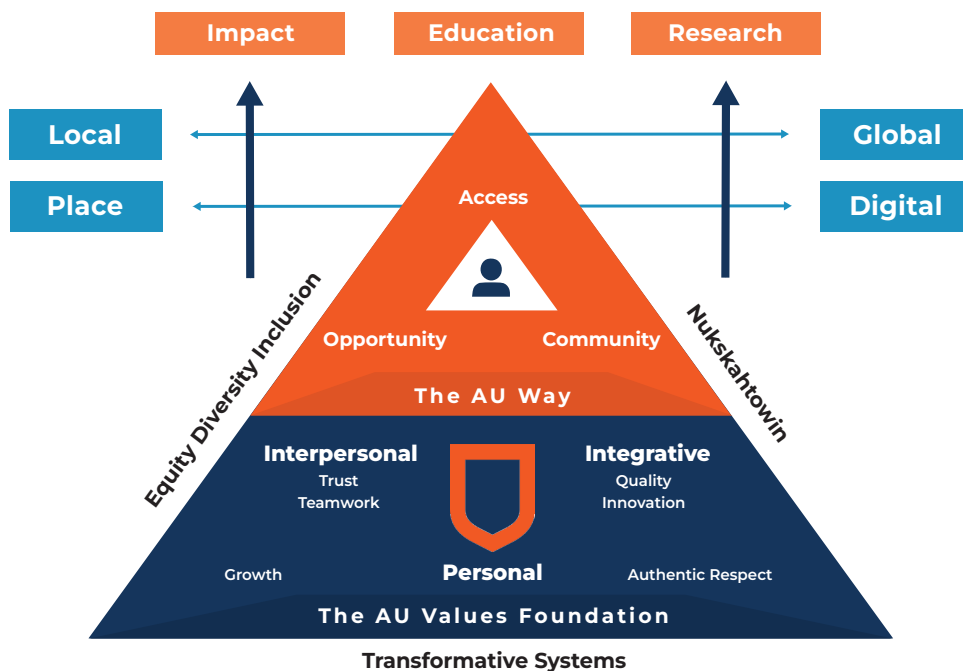 Impact
Education
Research
Local
Global
Place
Digital
Access
Opportunity
Community
Equity Diversity Inclusion
Nukskahtowin
The AU Way
Interpersonal
Trust
Teamwork
Integrative
Quality
Innovation
Growth
Personal
Authentic Respect
The AU Values Foundation
Transformative Systems